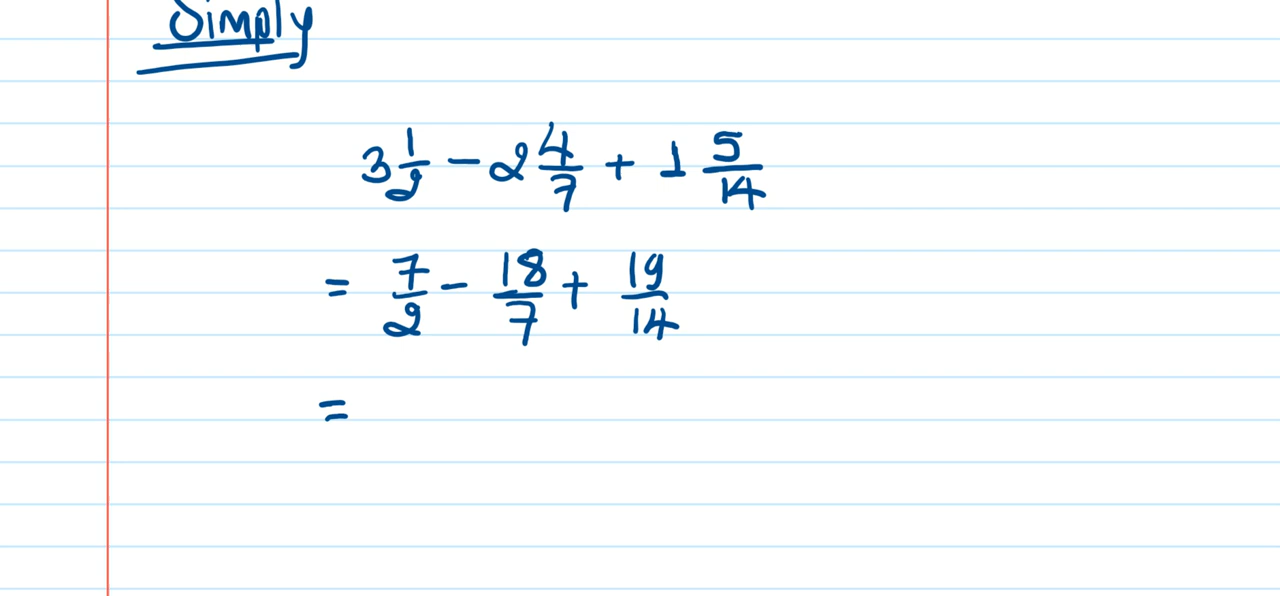 Simply
3 1/2 - 2 4/7 + 1 5/14
= 7/2 - 18/7 + 19/14
=